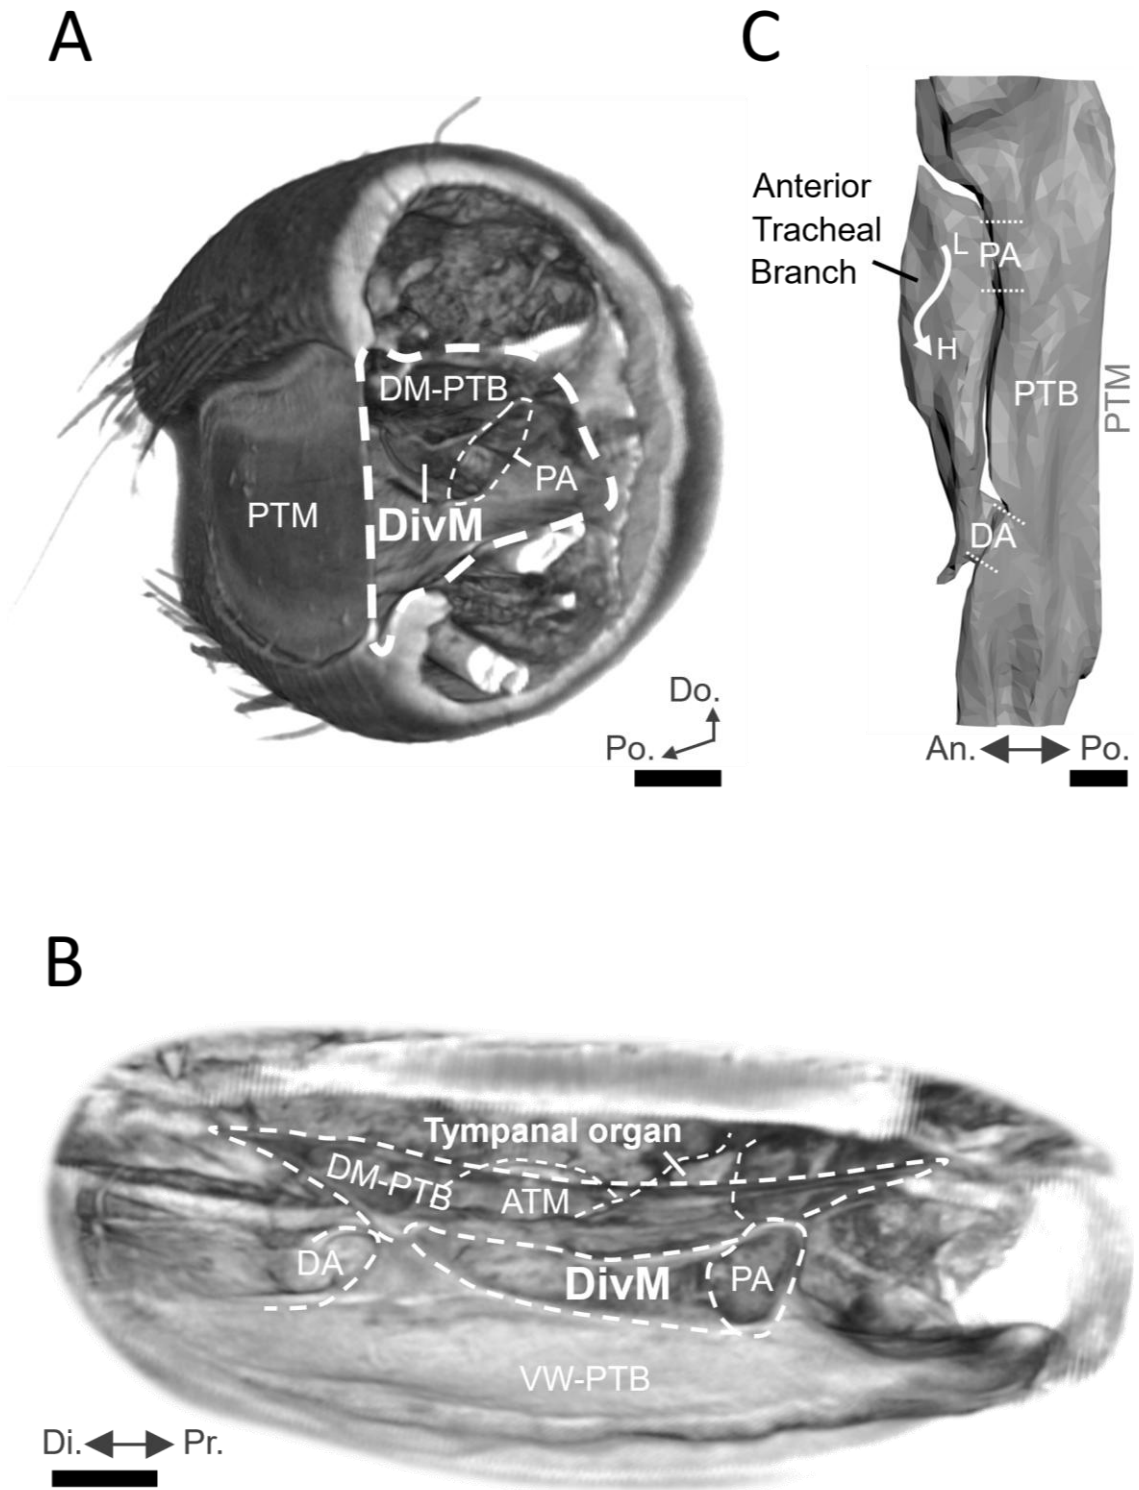 A
DM-PTB
PA
PTM
DivM
Do.
Po.
C
Anterior
Tracheal
Branch
L
PA
H
PTB
PTM
DA
An.
Po.
B
Tympanal organ
DM-PTB
ATM
DA
DivM
PA
VW-PTB
Di.
Pr.